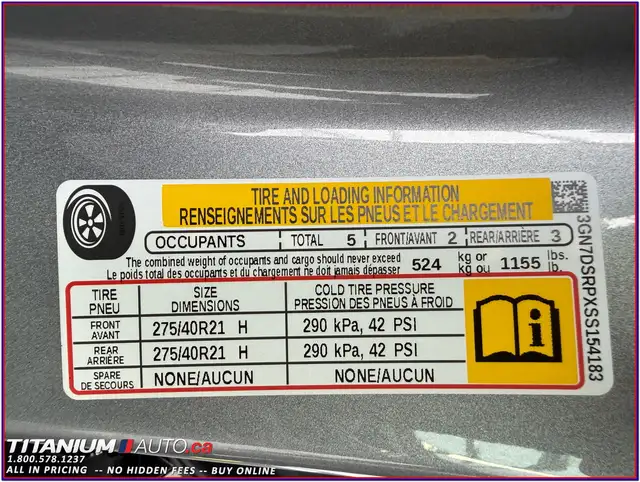 TIRE AND LOADING INFORMATION
RENSEIGNEMENTS SUR LES PNEUS ET LE CHARGEMENT
OCCUPANTS TOTAL 5 FRONT/AVANT 2 REAR/ARRIÈRE 3
The combined weight of occupants and cargo should never exceed 524 kg or 1155 lbs.
Le poids total des occupants et du chargement ne doit jamais dépasser kg ou lb.
TIRE SIZE COLD TIRE PRESSURE
PNEU DIMENSIONS PRESSION DES PNEUS À FROID
FRONT
AVANT 275/40R21 H 290 kPa, 42 PSI
REAR
ARRIÈRE 275/40R21 H 290 kPa, 42 PSI
SPARE
DE SECOURS NONE/AUCUN NONE/AUCUN
3GN7DSRPXSS154183
TITANIUMAUTO.ca
1.800.578.1237
ALL IN PRICING -- NO HIDDEN FEES -- BUY ONLINE